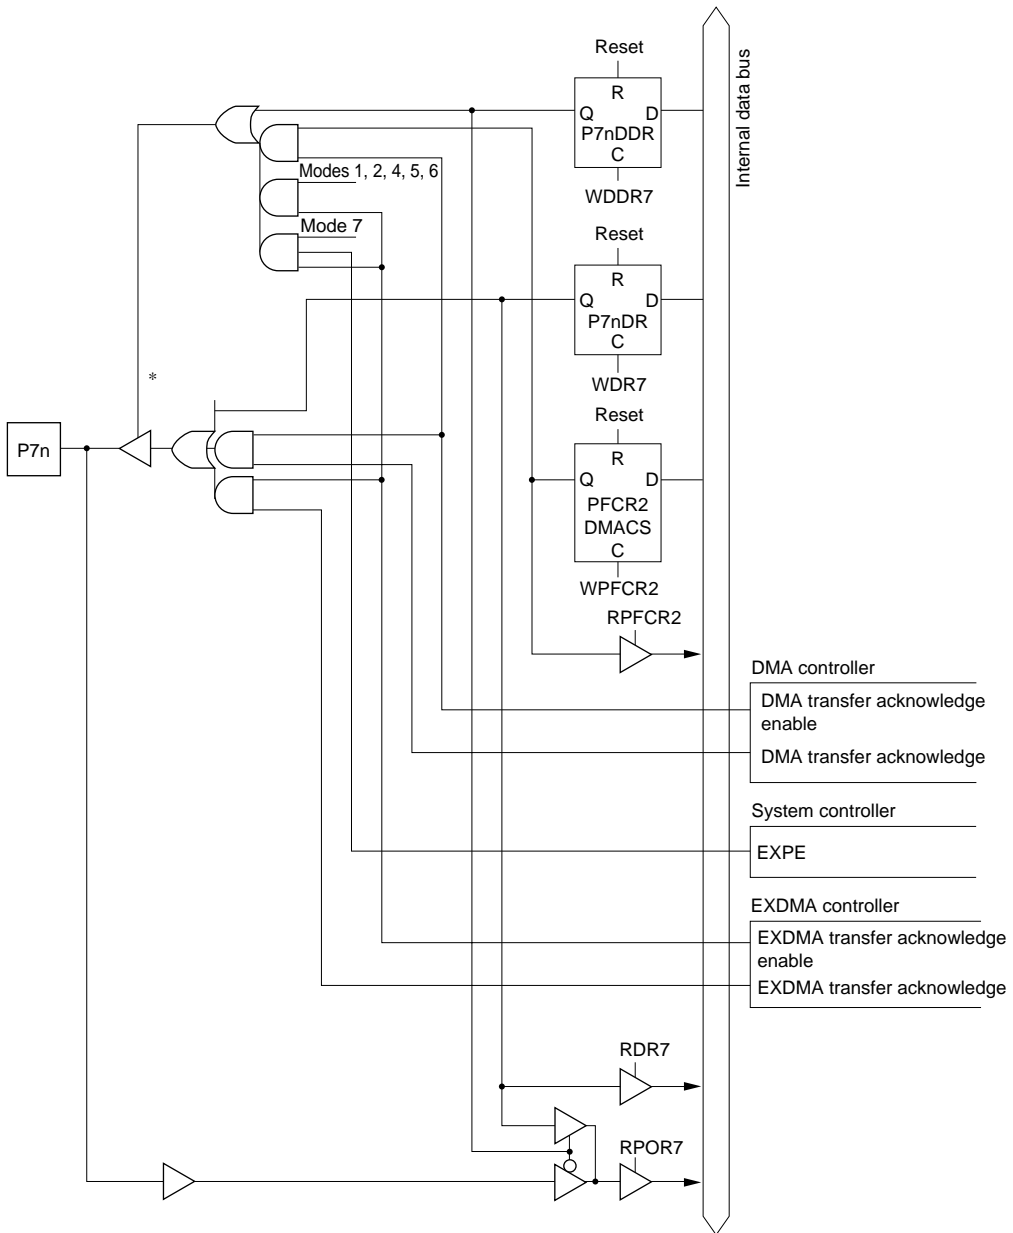 Reset
R
Q
D
P7nDDR
C
WDDR7
Internal data bus
Modes 1, 2, 4, 5, 6
Mode 7
Reset
R
Q
D
P7nDR
C
WDR7
*
P7n
Reset
R
Q
D
PFCR2
DMACS
C
WPFCR2
RPFCR2
DMA controller
DMA transfer acknowledge
enable
DMA transfer acknowledge
System controller
EXPE
EXDMA controller
EXDMA transfer acknowledge
enable
EXDMA transfer acknowledge
RDR7
RPOR7